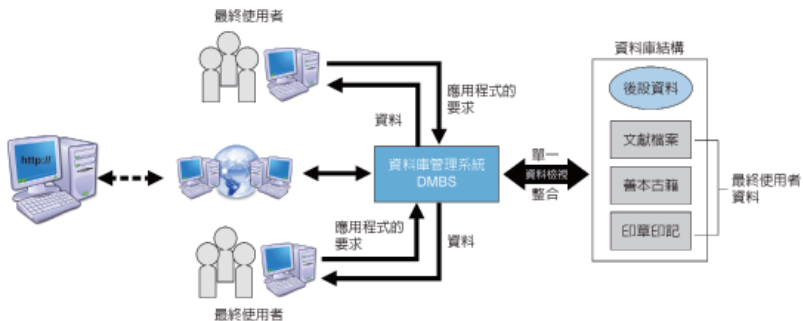 最終使用者
應用程式的
要求
資料
http://
資料庫管理系統
DMBS
單一
資料檢視
整合
資料庫結構
後設資料
文獻檔案
善本古籍
印章印記
最終使用者
資料
應用程式的
要求
資料
最終使用者